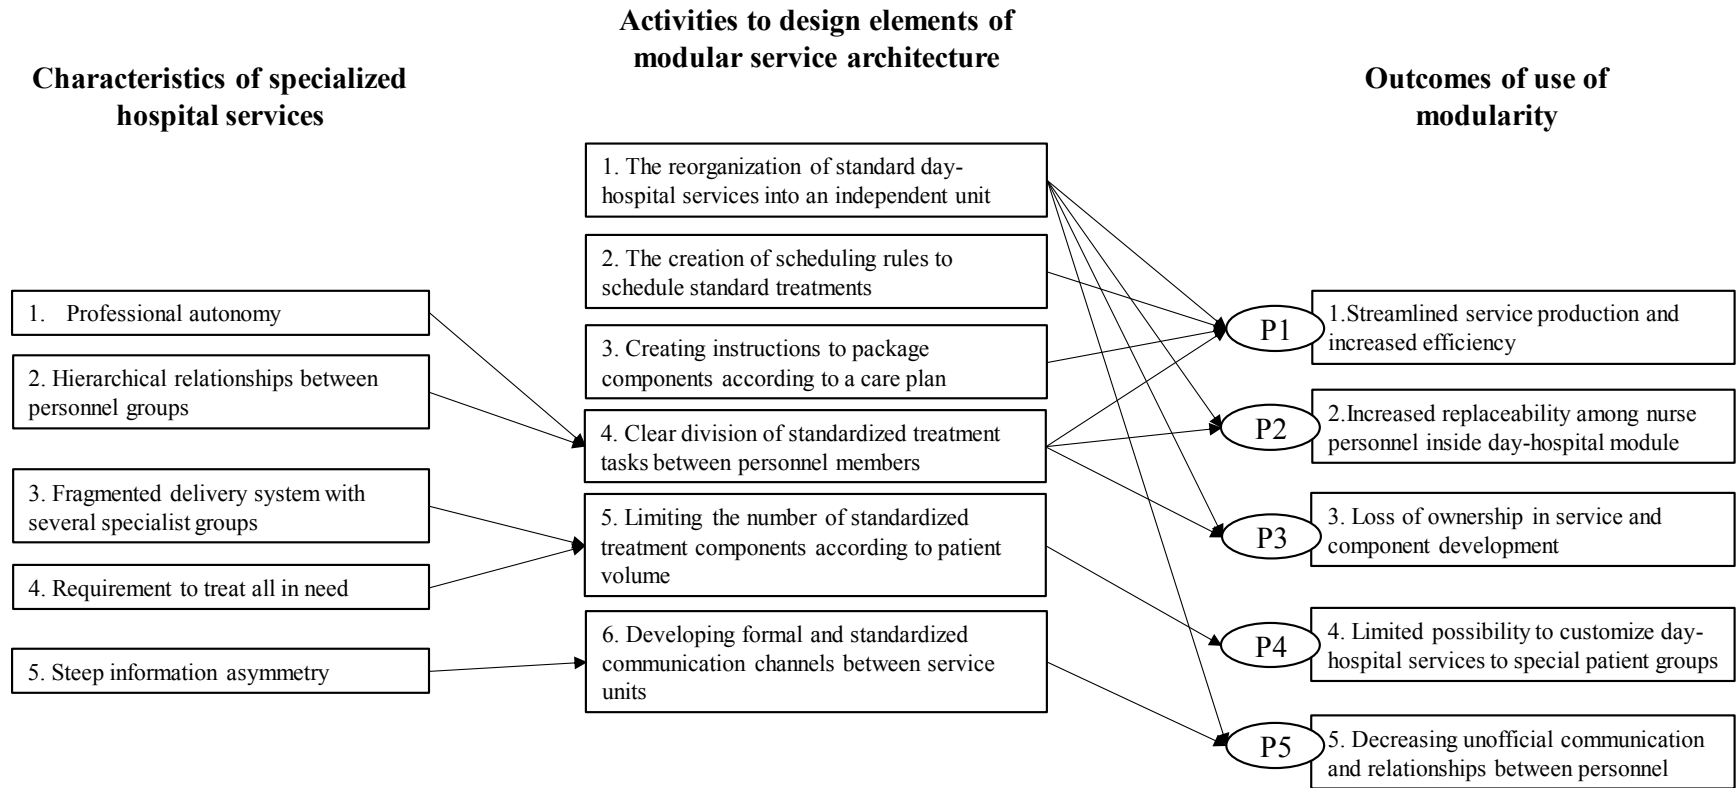 Characteristics of specialized
hospital services
1. Professional autonomy
2. Hierarchical relationships between
personnel groups
3. Fragmented delivery system with
several specialist groups
4. Requirement to treat all in need
5. Steep information asymmetry
Activities to design elements of
modular service architecture
1. The reorganization of standard day-
hospital services into an independent unit
2. The creation of scheduling rules to
schedule standard treatments
3. Creating instructions to package
components according to a care plan
4. Clear division of standardized treatment
tasks between personnel members
5. Limiting the number of standardized
treatment components according to patient
volume
6. Developing formal and standardized
communication channels between service
units
Outcomes of use of
modularity
P1
1.Streamlined service production and
increased efficiency
P2
2.Increased replaceability among nurse
personnel inside day-hospital module
P3
3. Loss of ownership in service and
component development
P4
4. Limited possibility to customize day-
hospital services to special patient groups
P5
5. Decreasing unofficial communication
and relationships between personnel